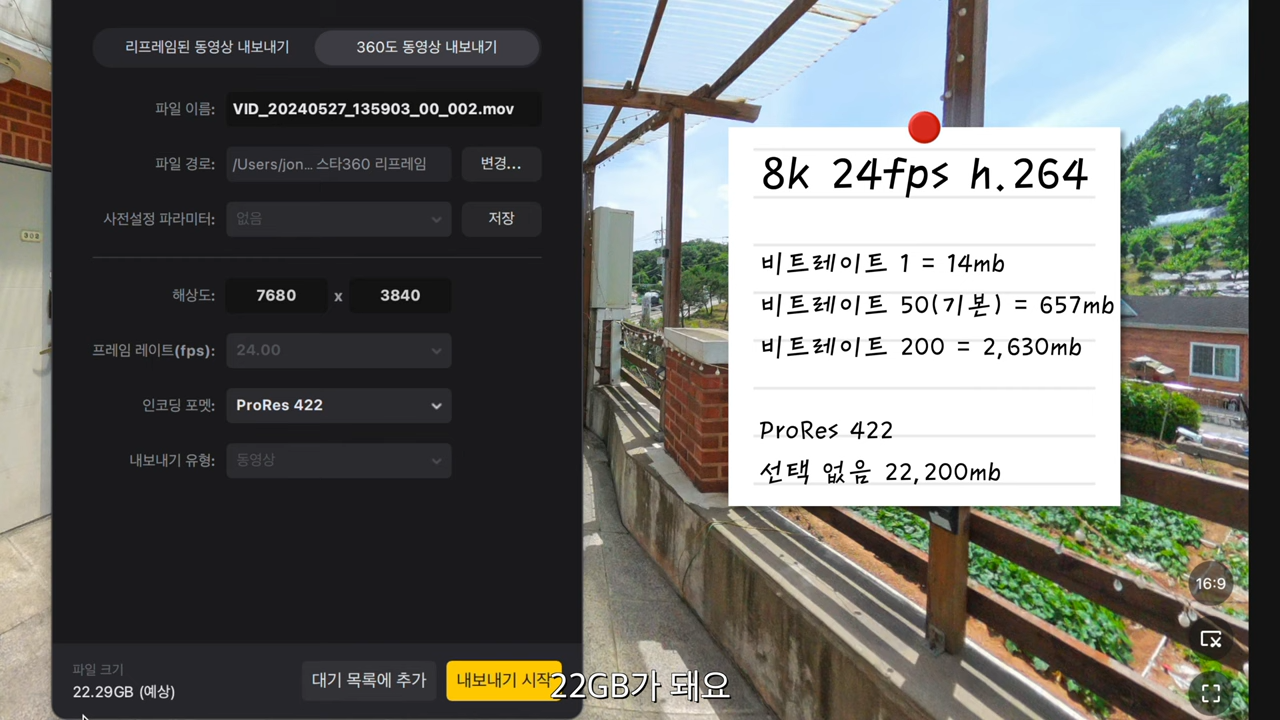 리프레임된 동영상 내보내기
360도 동영상 내보내기
파일 이름: VID_20240527_135903_00_002.mov
파일 경로: /Users/jon... 스타360 리프레임 변경...
사전설정 파라미터: 없음 저장
해상도: 7680 x 3840
프레임 레이트(fps): 24.00
인코딩 포멧: ProRes 422
내보내기 유형: 동영상
파일 크기
22.29GB (예상)
대기 목록에 추가
내보내기 시작
8k 24fps h.264
비트레이트 1 = 14mb
비트레이트 50(기본) = 657mb
비트레이트 200 = 2,630mb
ProRes 422
선택 없음 22,200mb
308
16:9
22GB가 돼요